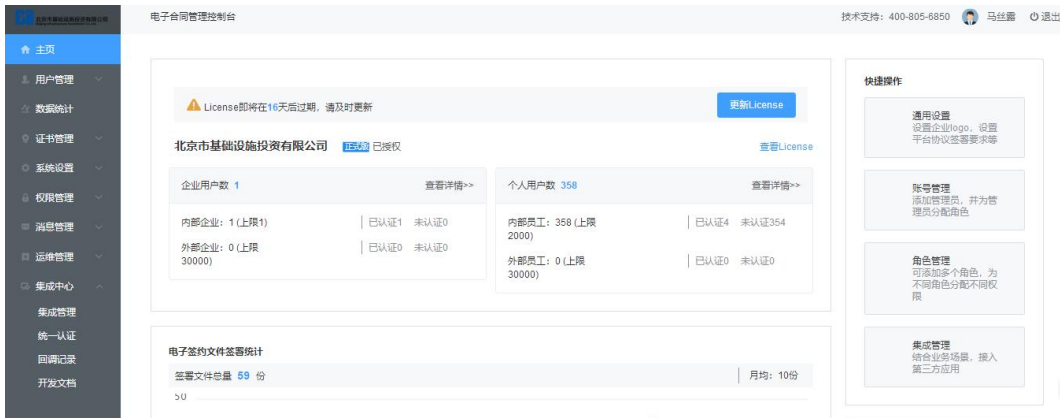 北京市基础设施投资有限公司
电子合同管理控制台
技术支持：400-805-6850
马丝露
退出
主页
用户管理
数据统计
证书管理
系统设置
权限管理
消息管理
运维管理
集成中心
集成管理
统一认证
回调记录
开发文档
License即将在16天后过期，请及时更新
更新License
北京市基础设施投资有限公司
正式版 已授权
查看License
企业用户数 1
查看详情>>
内部企业：1 (上限1)
已认证1 未认证0
外部企业：0 (上限
30000)
已认证0 未认证0
个人用户数 358
查看详情>>
内部员工：358 (上限
2000)
已认证4 未认证354
外部员工：0 (上限
30000)
已认证0 未认证0
电子签约文件签署统计
签署文件总量 59 份
月均：10份
50
快捷操作
通用设置
设置企业logo，设置
平台协议签署要求等
账号管理
添加管理员，并为管
理员分配角色
角色管理
可添加多个角色，为
不同角色分配不同权
限
集成管理
结合业务场景，接入
第三方应用